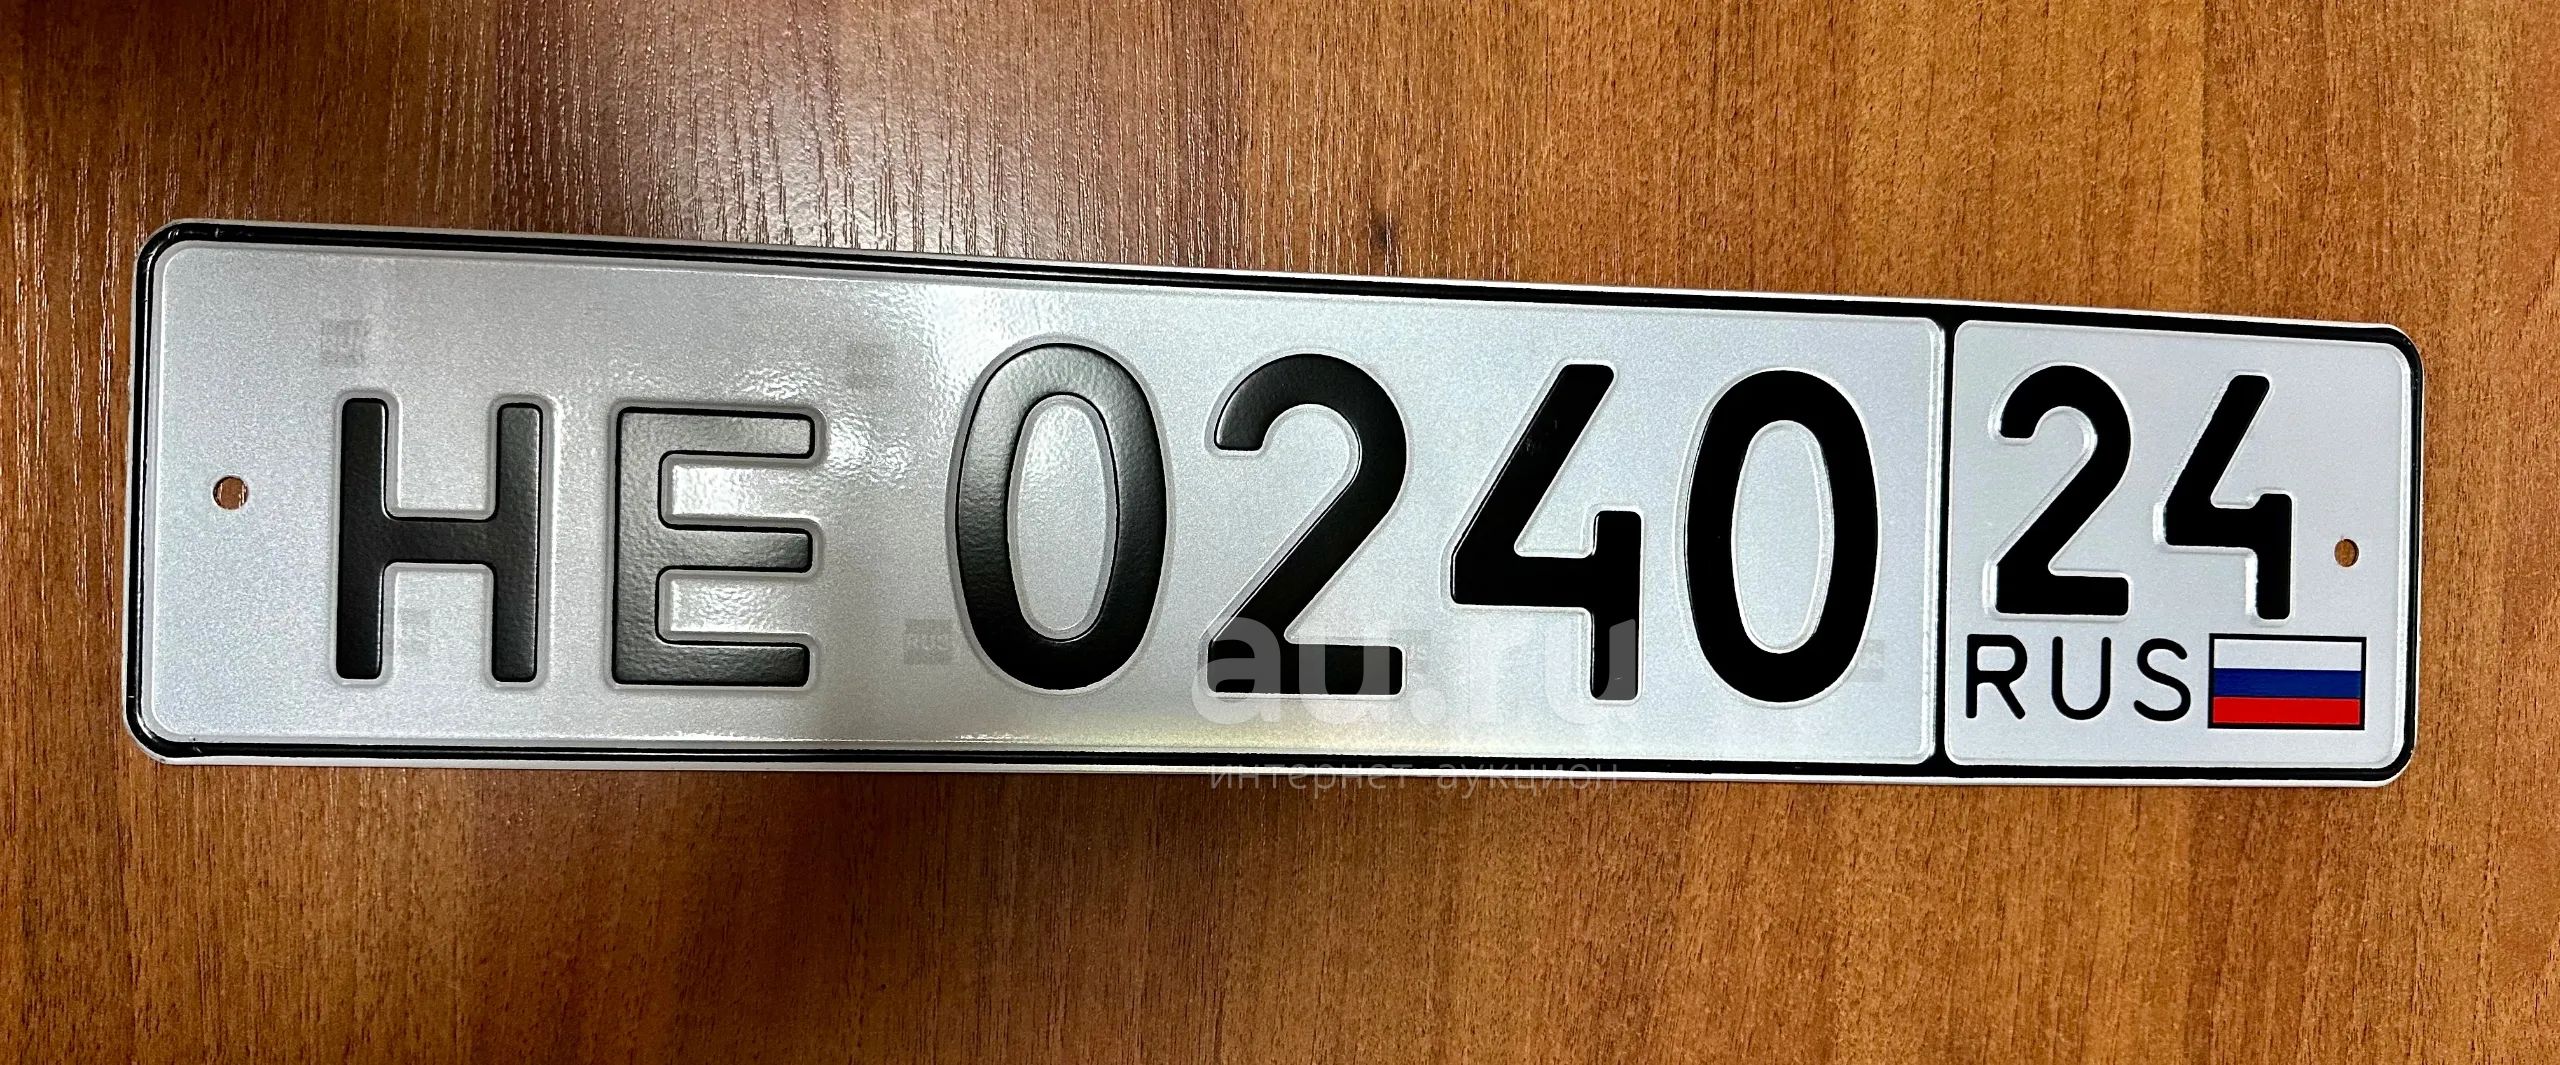 НЕ 0240 24
RUS
au.ru
интернет-аукцион